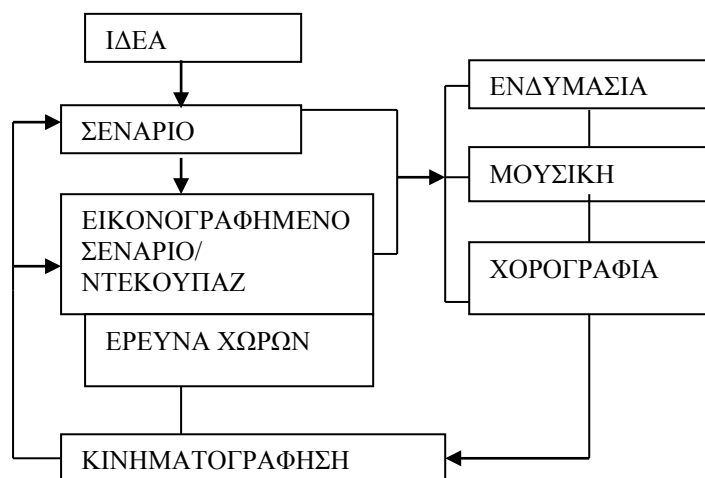 ΙΔΕΑ
ΣΕΝΑΡΙΟ
ΕΙΚΟΝΟΓΡΑΦΗΜΕΝΟ
ΣΕΝΑΡΙΟ/
ΝΤΕΚΟΥΠΑΖ
ΕΡΕΥΝΑ ΧΩΡΩΝ
ΚΙΝΗΜΑΤΟΓΡΑΦΗΣΗ
ΕΝΔΥΜΑΣΙΑ
ΜΟΥΣΙΚΗ
ΧΟΡΟΓΡΑΦΙΑ